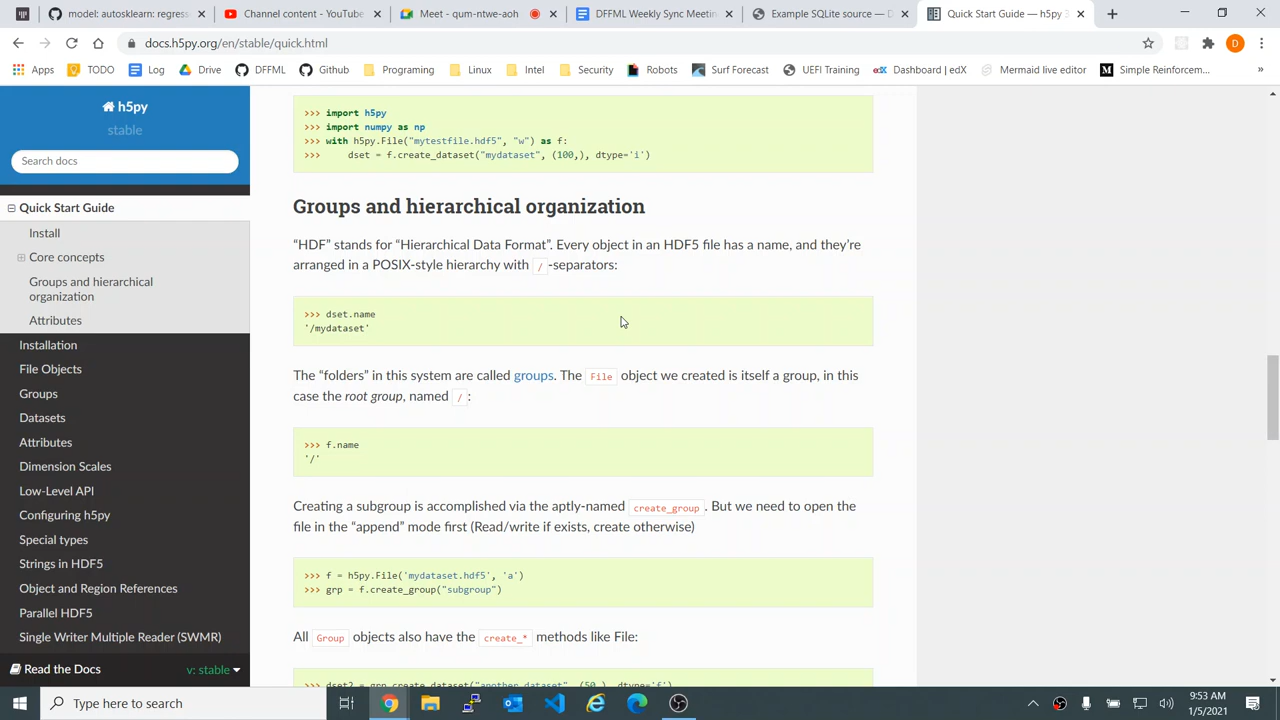 model: autosklearn: regress
Channel content - YouTube
Meet - qum-ntwe-aoh
DFFML Weekly Sync Meetin
Example SQLite source — D
Quick Start Guide — h5py 3
docs.h5py.org/en/stable/quick.html
D
Apps
TODO
Log
Drive
DFFML
Github
Programing
Linux
Intel
Security
Robots
Surf Forecast
UEFI Training
edX
Dashboard | edX
Mermaid live editor
M
Simple Reinforcem...
»
h5py
stable
Search docs
Quick Start Guide
Install
Core concepts
Groups and hierarchical
organization
Attributes
Installation
File Objects
Groups
Datasets
Attributes
Dimension Scales
Low-Level API
Configuring h5py
Special types
Strings in HDF5
Object and Region References
Parallel HDF5
Single Writer Multiple Reader (SWMR)
Read the Docs
v: stable
>>> import h5py
>>> import numpy as np
>>> with h5py.File("mytestfile.hdf5", "w") as f:
>>>     dset = f.create_dataset("mydataset", (100,), dtype='i')
Groups and hierarchical organization
“HDF” stands for “Hierarchical Data Format”. Every object in an HDF5 file has a name, and they’re
arranged in a POSIX-style hierarchy with / -separators:
>>> dset.name
'/mydataset'
The “folders” in this system are called groups. The File object we created is itself a group, in this
case the root group, named / :
>>> f.name
'/'
Creating a subgroup is accomplished via the aptly-named create_group . But we need to open the
file in the “append” mode first (Read/write if exists, create otherwise)
>>> f = h5py.File('mydataset.hdf5', 'a')
>>> grp = f.create_group("subgroup")
All Group objects also have the create_* methods like File:
>>> dset2 = grp.create_dataset("another_dataset", (50,), dtype='f')
Type here to search
9:53 AM
1/5/2021